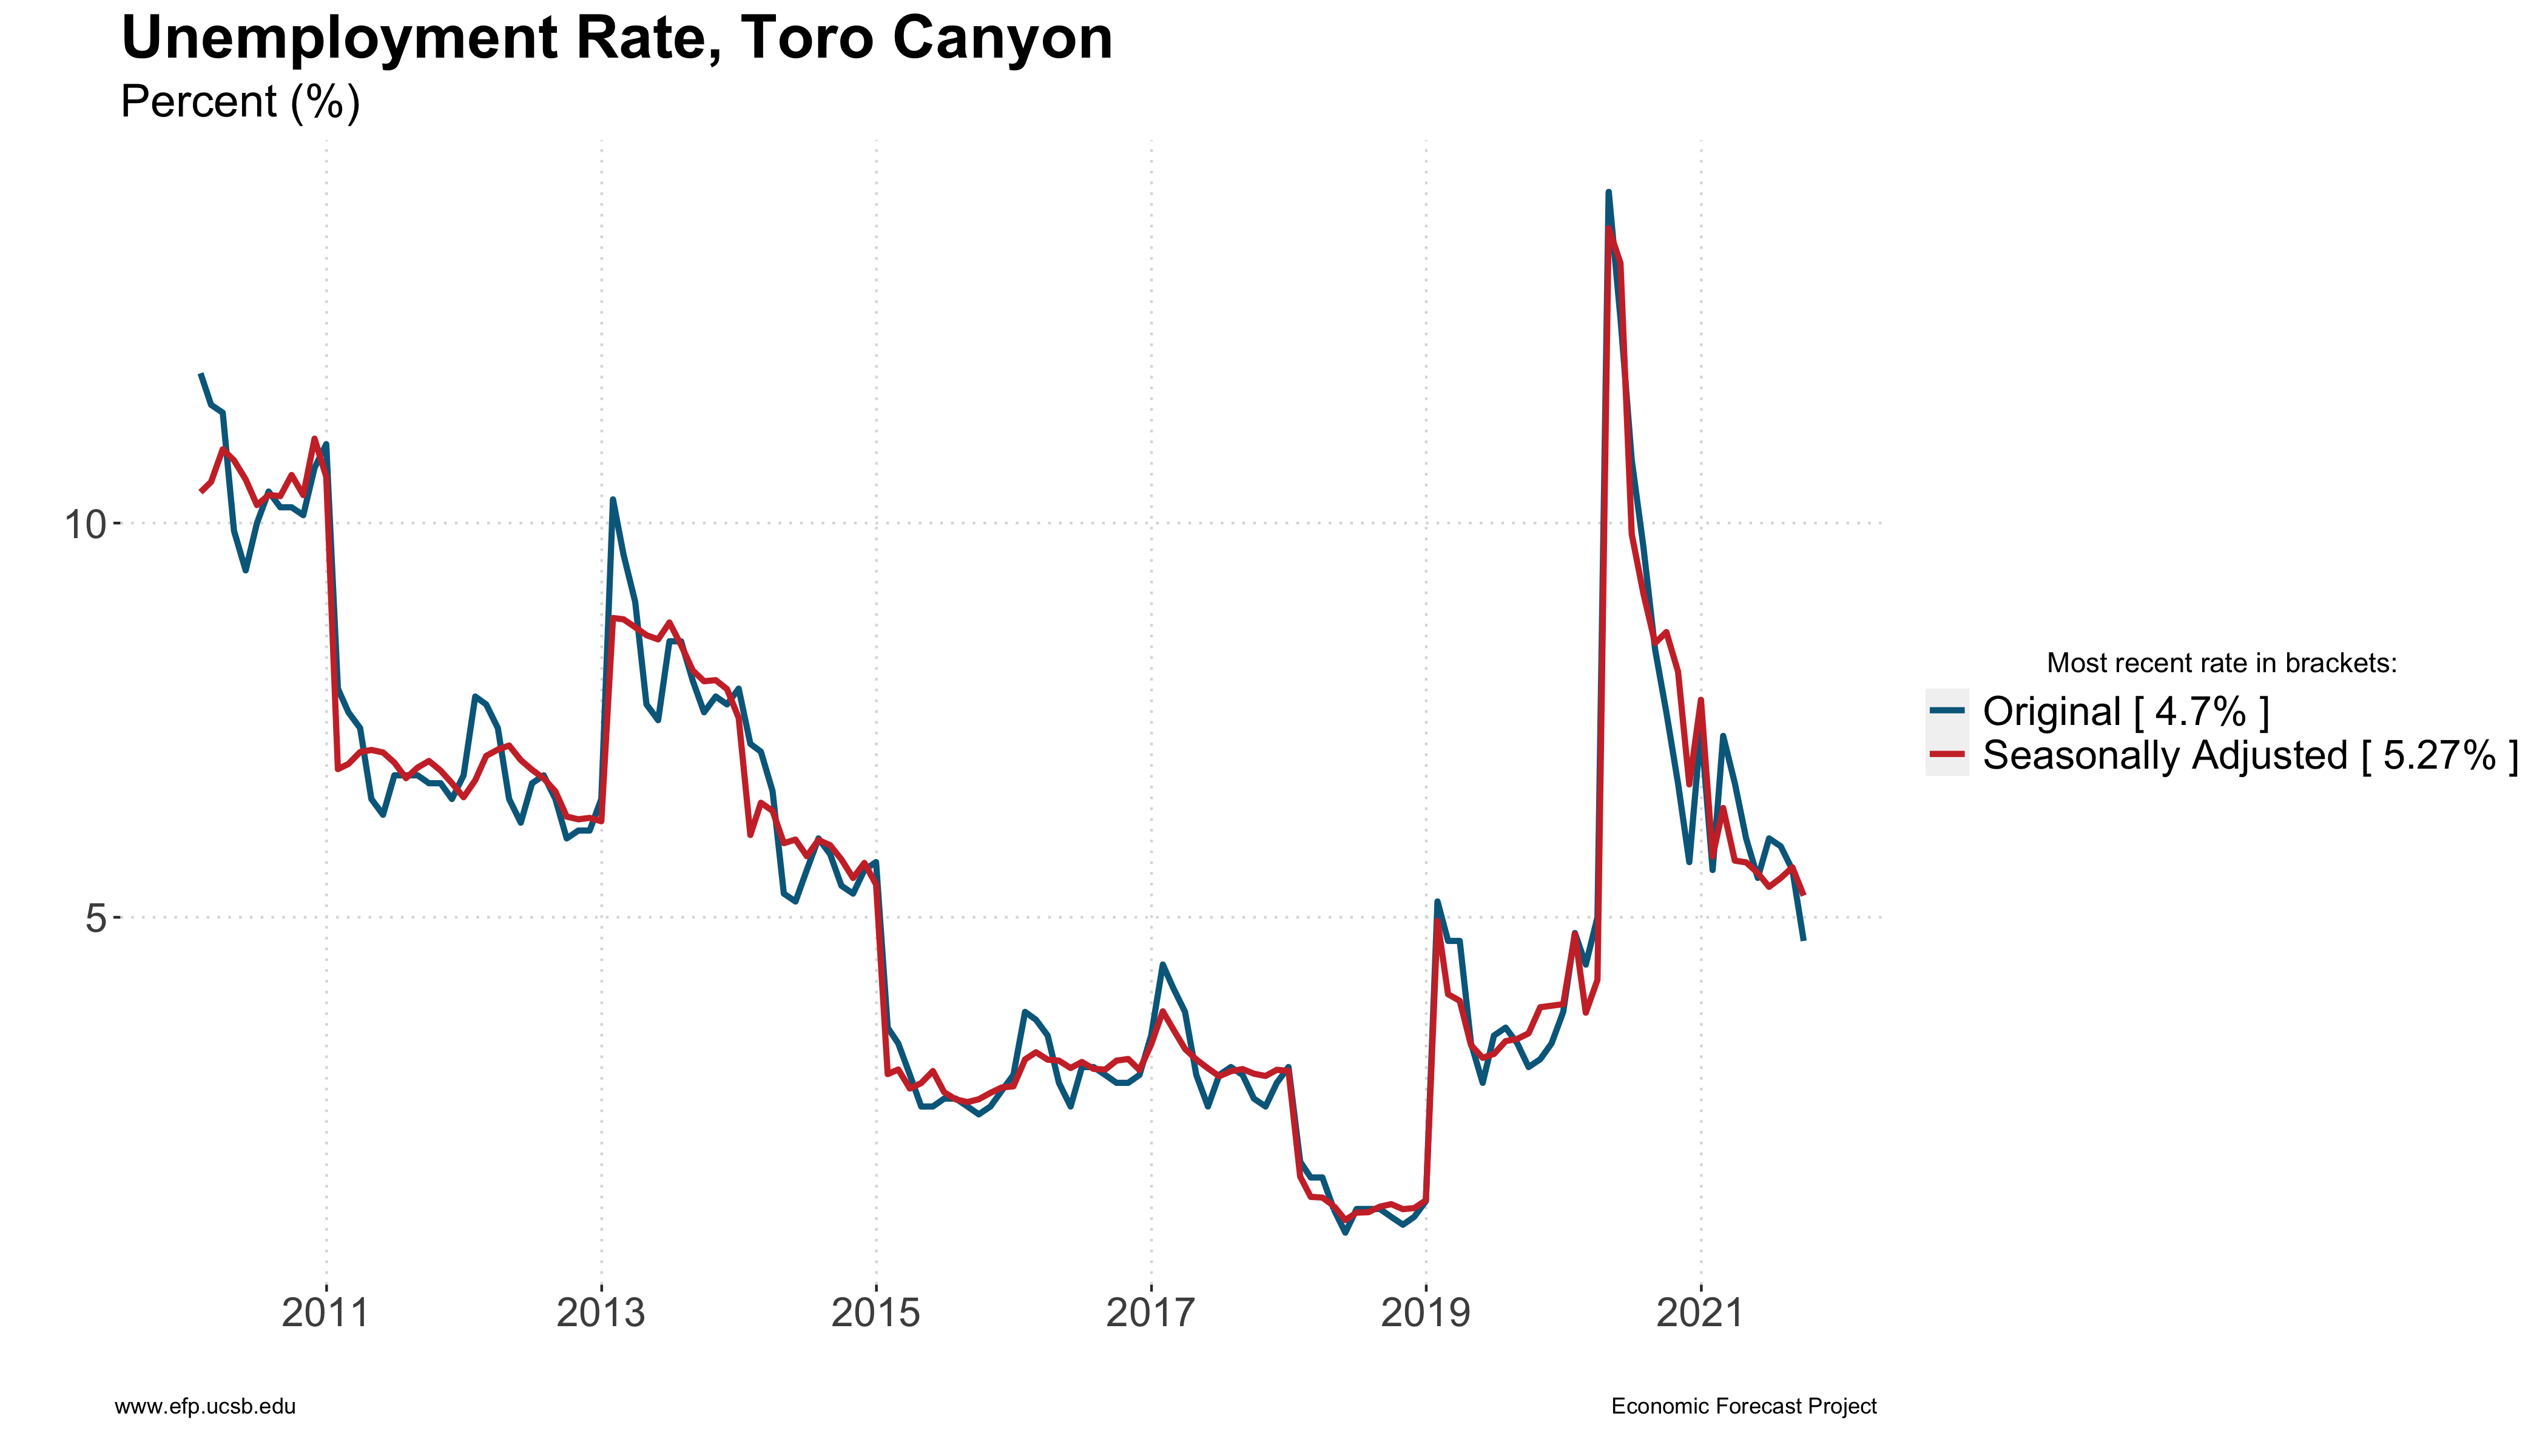 Unemployment Rate, Toro Canyon
Percent (%)
10
5
2011 2013 2015 2017 2019 2021
Most recent rate in brackets:
Original [ 4.7% ]
Seasonally Adjusted [ 5.27% ]
www.efp.ucsb.edu Economic Forecast Project